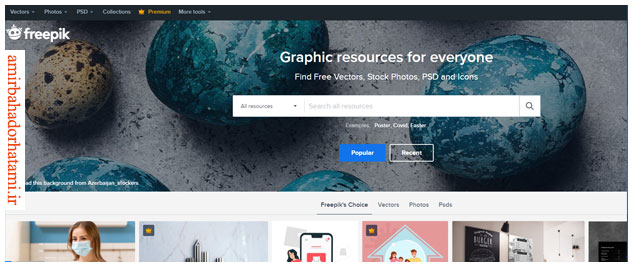 Vectors Photos PSD Collections Premium More tools
freepik
amirbahadorhatami.ir
Graphic resources for everyone
Find Free Vectors, Stock Photos, PSD and Icons
All resources Search all resources
Examples: Poster, Covid, Easter
Popular Recent
ad this background from Azerbaijan_stockers
Freepik's Choice Vectors Photos Psds
BURGER